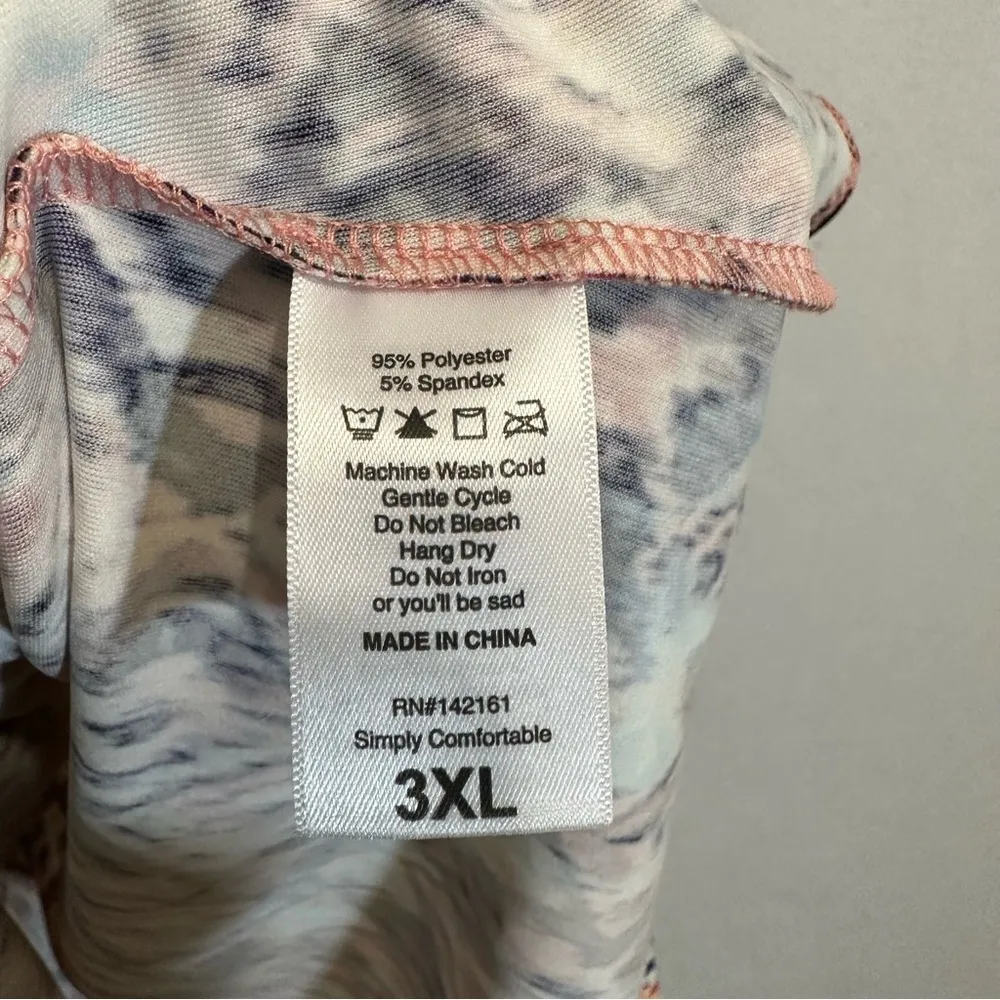 95% Polyester
5% Spandex
Machine Wash Cold
Gentle Cycle
Do Not Bleach
Hang Dry
Do Not Iron
or you'll be sad
MADE IN CHINA
RN#142161
Simply Comfortable
3XL